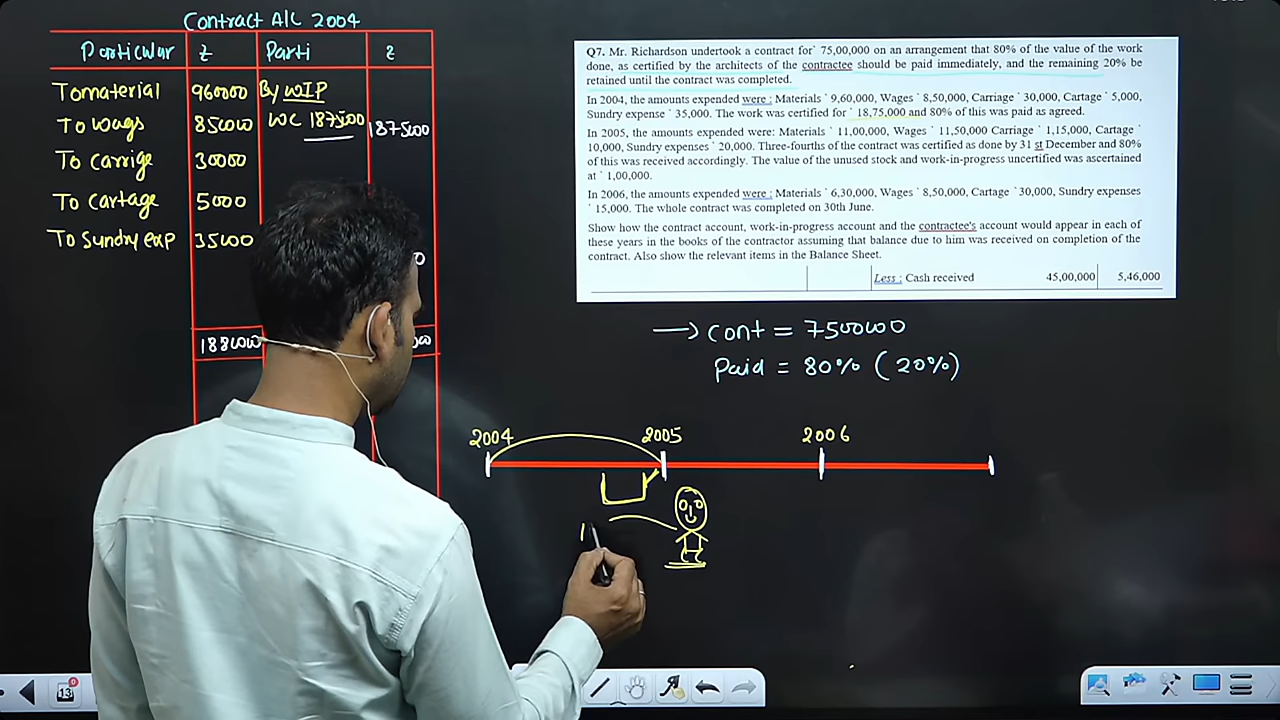 Contract A/C 2004
Particular ₹ Parti ₹
To material 960000 By WIP
To wags 850000 WC 1875000 1875000
To carrige 30000
To Cartage 5000
To Sundry exp 35000
188000
Q7. Mr. Richardson undertook a contract for` 75,00,000 on an arrangement that 80% of the value of the work
done, as certified by the architects of the contractee should be paid immediately, and the remaining 20% be
retained until the contract was completed.
In 2004, the amounts expended were : Materials ` 9,60,000, Wages ` 8,50,000, Carriage ` 30,000, Cartage ` 5,000,
Sundry expense ` 35,000. The work was certified for ` 18,75,000 and 80% of this was paid as agreed.
In 2005, the amounts expended were: Materials ` 11,00,000, Wages ` 11,50,000 Carriage ` 1,15,000, Cartage `
10,000, Sundry expenses ` 20,000. Three-fourths of the contract was certified as done by 31 st December and 80%
of this was received accordingly. The value of the unused stock and work-in-progress uncertified was ascertained
at ` 1,00,000.
In 2006, the amounts expended were : Materials ` 6,30,000, Wages ` 8,50,000, Cartage ` 30,000, Sundry expenses
` 15,000. The whole contract was completed on 30th June.
Show how the contract account, work-in-progress account and the contractee's account would appear in each of
these years in the books of the contractor assuming that balance due to him was received on completion of the
contract. Also show the relevant items in the Balance Sheet.
Less : Cash received 45,00,000 5,46,000
→ Cont = 7500000
Paid = 80% (20%)
2004 2005 2006
13